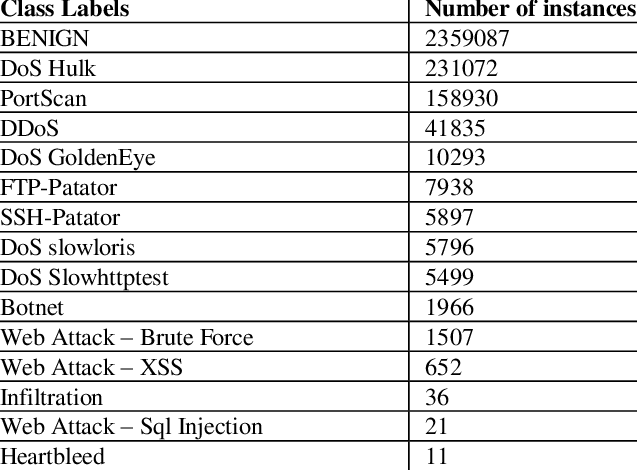 Class Labels Number of instances
BENIGN 2359087
DoS Hulk 231072
PortScan 158930
DDoS 41835
DoS GoldenEye 10293
FTP-Patator 7938
SSH-Patator 5897
DoS slowloris 5796
DoS Slowhttptest 5499
Botnet 1966
Web Attack – Brute Force 1507
Web Attack – XSS 652
Infiltration 36
Web Attack – Sql Injection 21
Heartbleed 11